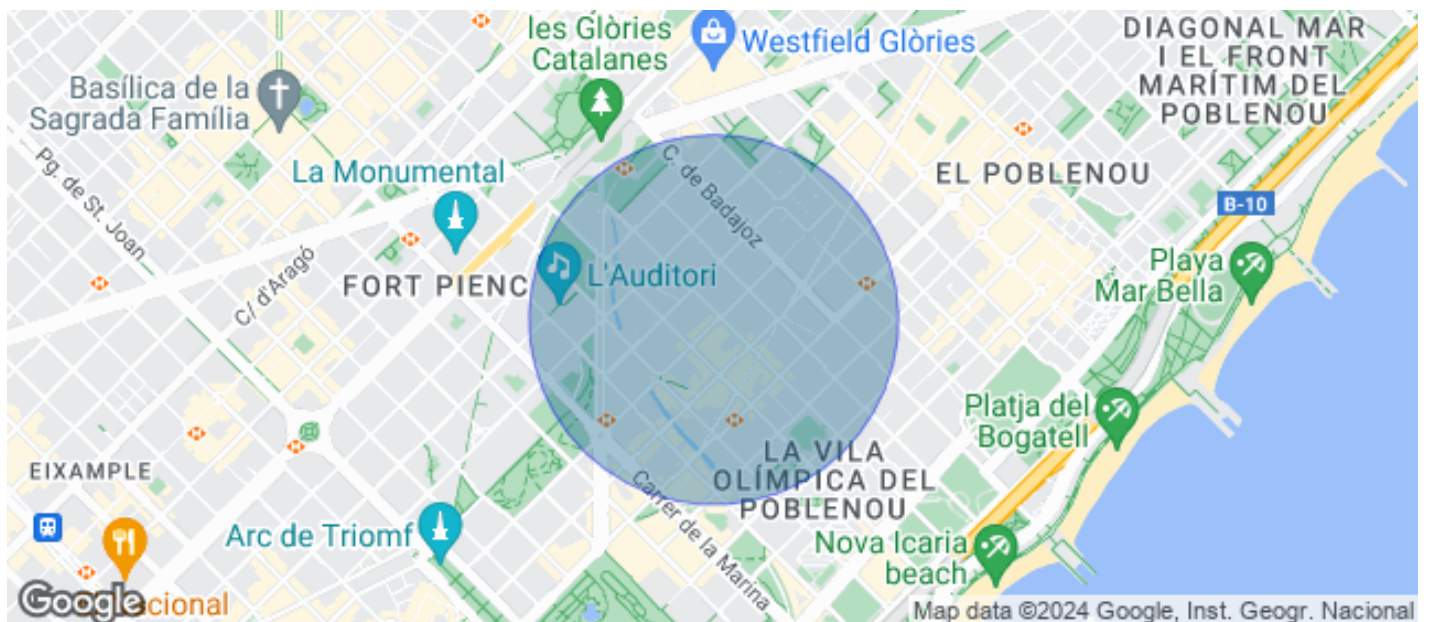 les Glòries
Catalanes
Westfield Glòries
DIAGONAL MAR
I EL FRONT
MARÍTIM DEL
POBLENOU
Basílica de la
Sagrada Família
Pg. de St. Joan
La Monumental
C. de Badajoz
EL POBLENOU
B-10
C/ d'Aragó
FORT PIENC
L'Auditori
Playa
Mar Bella
Platja del
Bogatell
EIXAMPLE
LA VILA
OLÍMPICA DEL
POBLENOU
Arc de Triomf
Carrer de la Marina
Nova Icaria
beach
Google
acional
Map data ©2024 Google, Inst. Geogr. Nacional